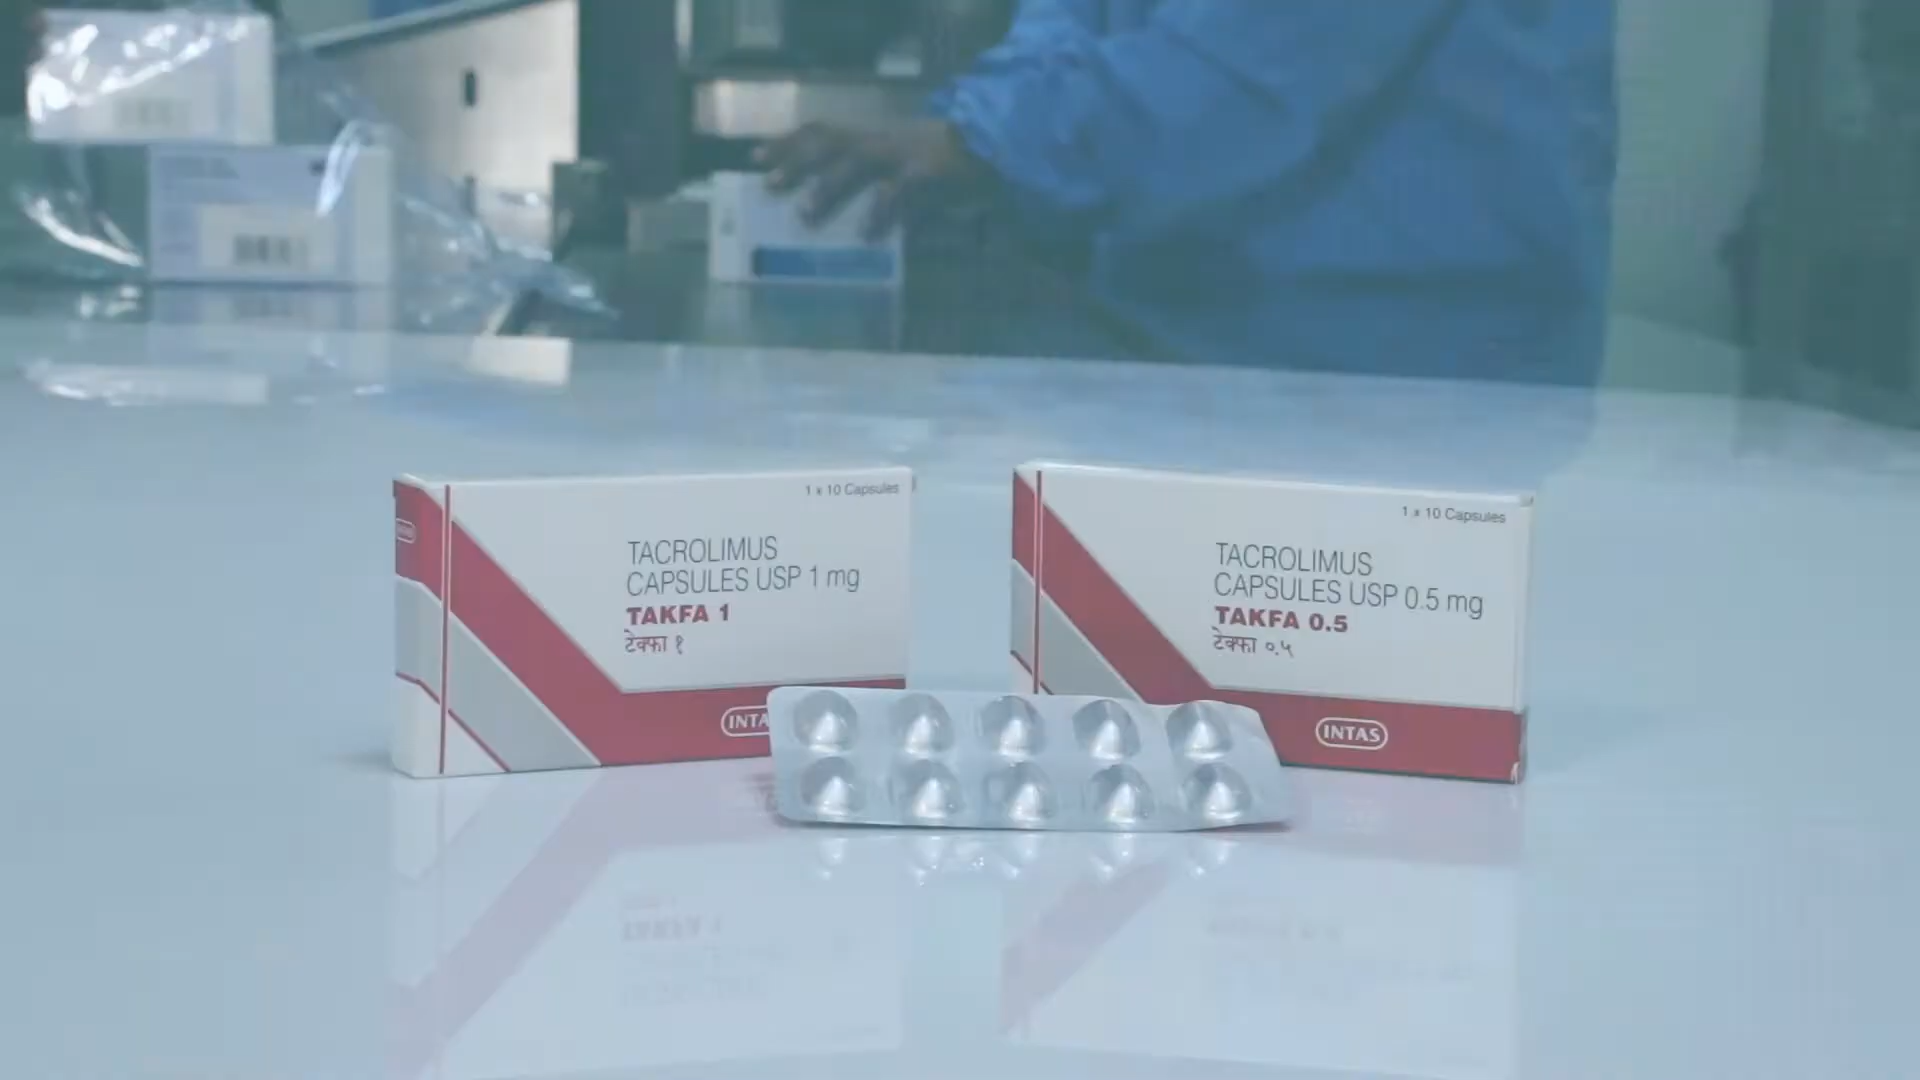 1 x 10 Capsules
TACROLIMUS
CAPSULES USP 1 mg
TAKFA 1
टेक्फा १
INTAS
1 x 10 Capsules
TACROLIMUS
CAPSULES USP 0.5 mg
TAKFA 0.5
टेक्फा ०.५
INTAS